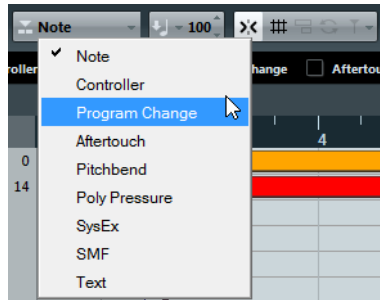 Note 100
roller hange Aftertou
Note
Controller
Program Change
4
Aftertouch
0
Pitchbend
14
Poly Pressure
SysEx
SMF
Text